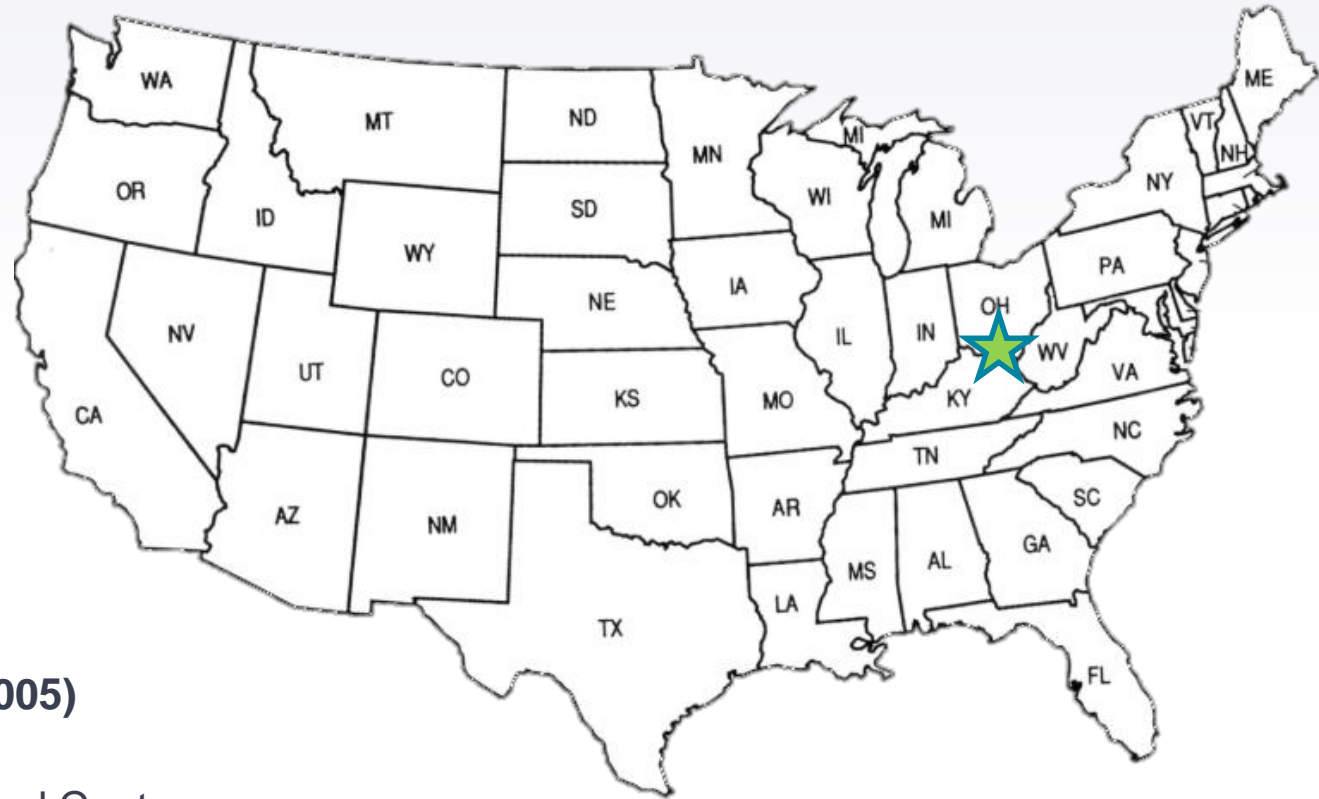 WA
MT
ND
MN
MI
VT
ME
NH
OR
ID
SD
WI
MI
NY
WY
IA
PA
NE
NV
IL
IN
OH
WV
UT
CO
VA
CA
KS
MO
KY
NC
TN
AZ
NM
OK
AR
SC
GA
MS
AL
TX
LA
FL
005)